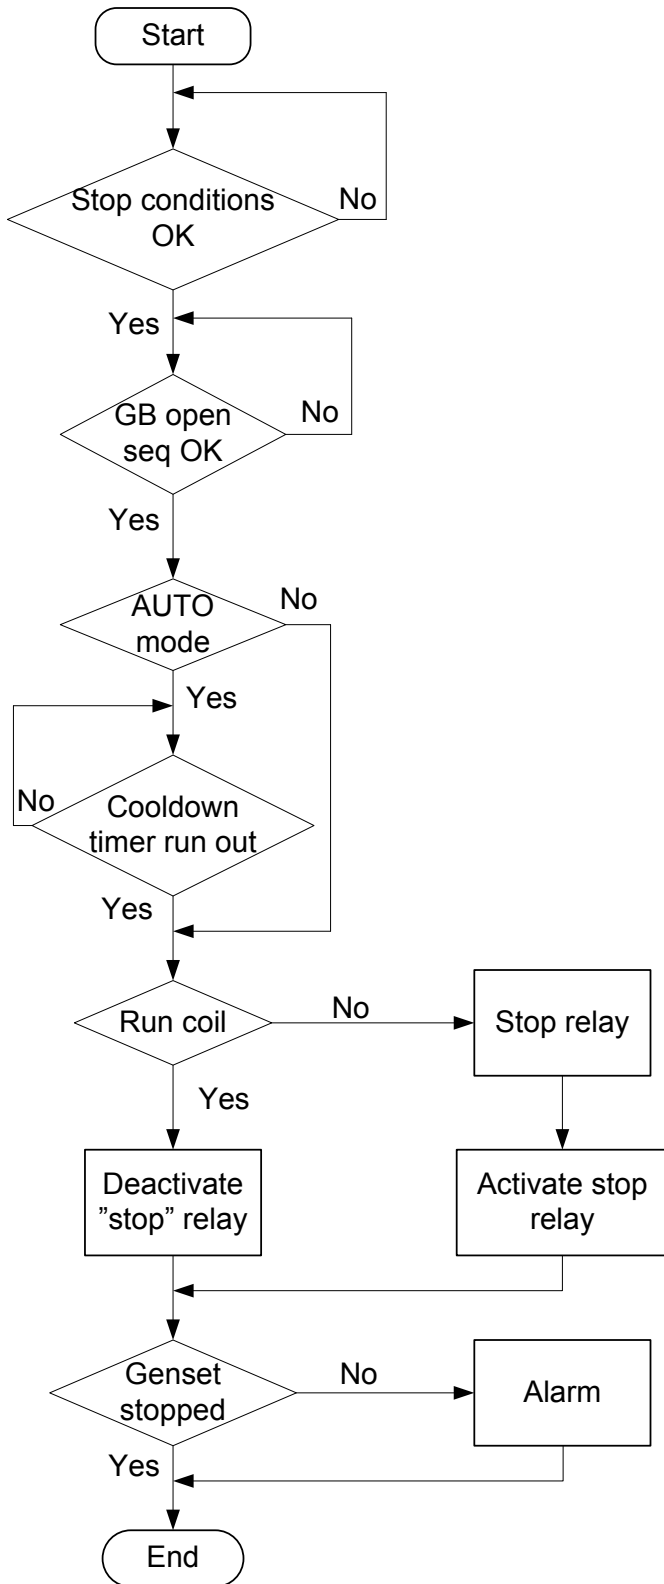 Start
Stop conditions
OK
No
Yes
GB open
seq OK
No
Yes
AUTO
mode
No
Yes
No
Cooldown
timer run out
Yes
Run coil
No
Stop relay
Yes
Deactivate
”stop” relay
Activate stop
relay
Genset
stopped
No
Alarm
Yes
End